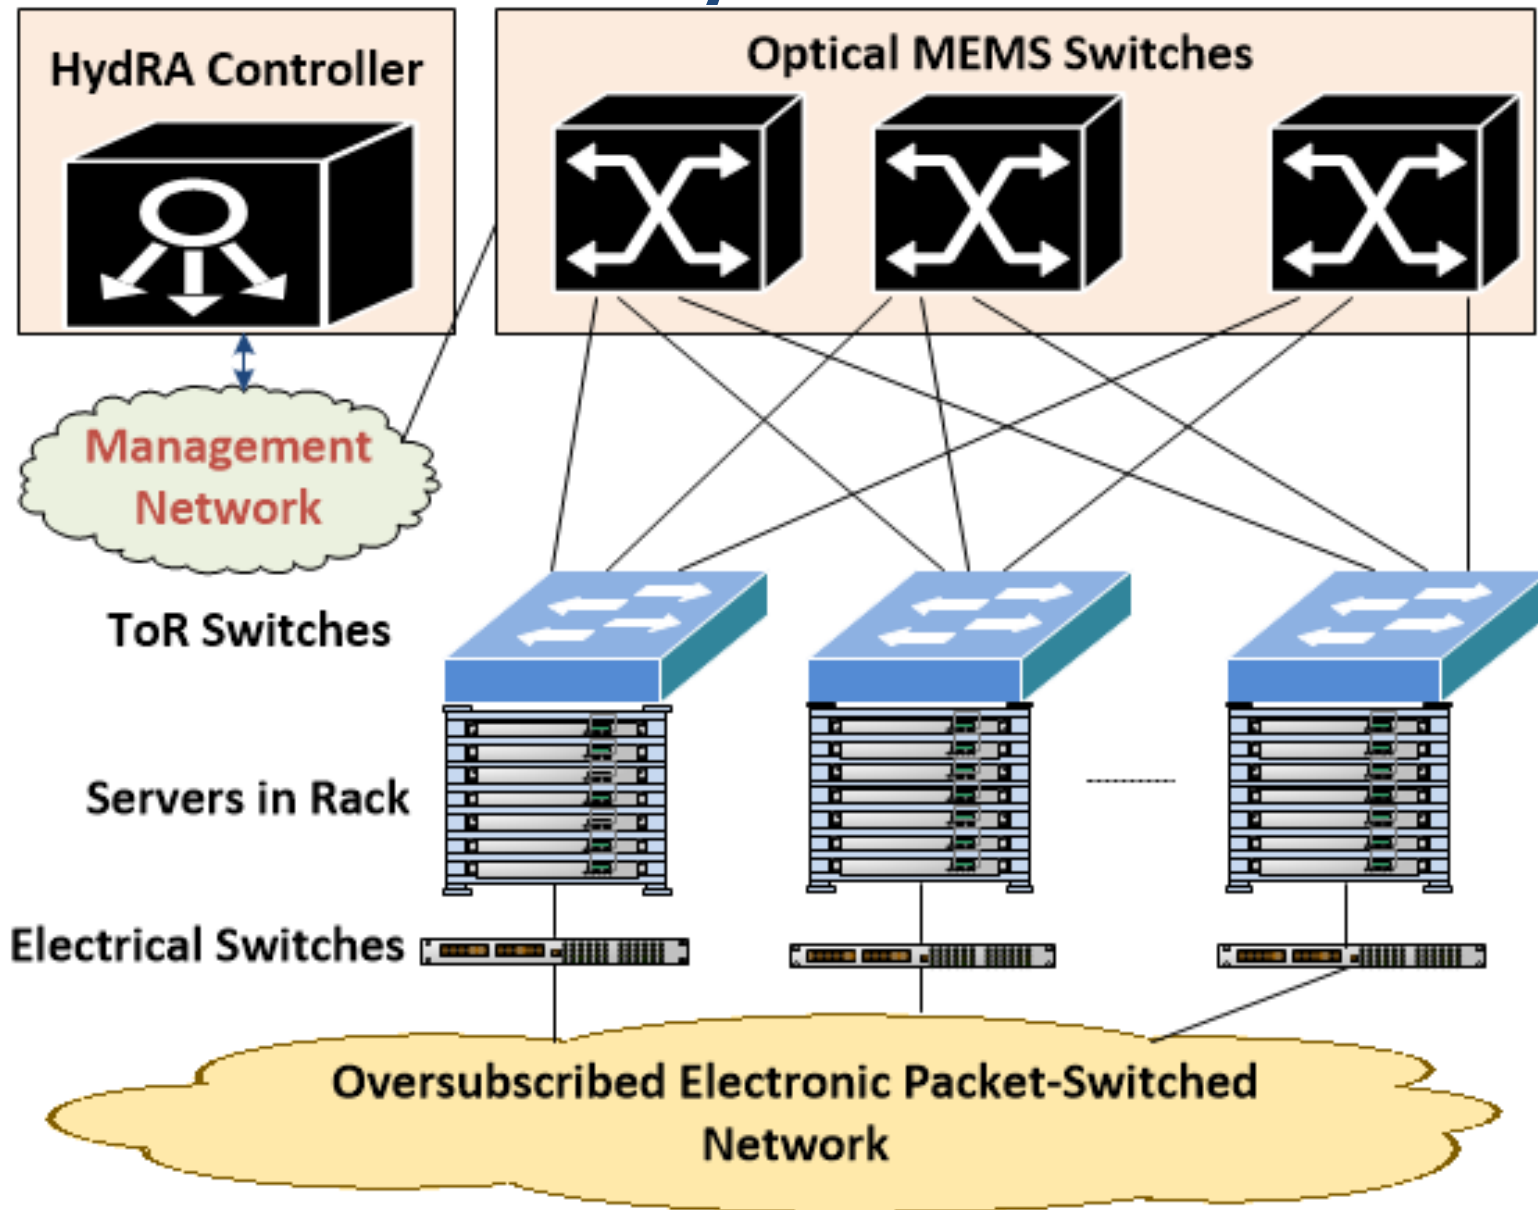 HydRA Controller
Optical MEMS Switches
Management
Network
ToR Switches
Servers in Rack
Electrical Switches
Oversubscribed Electronic Packet-Switched
Network